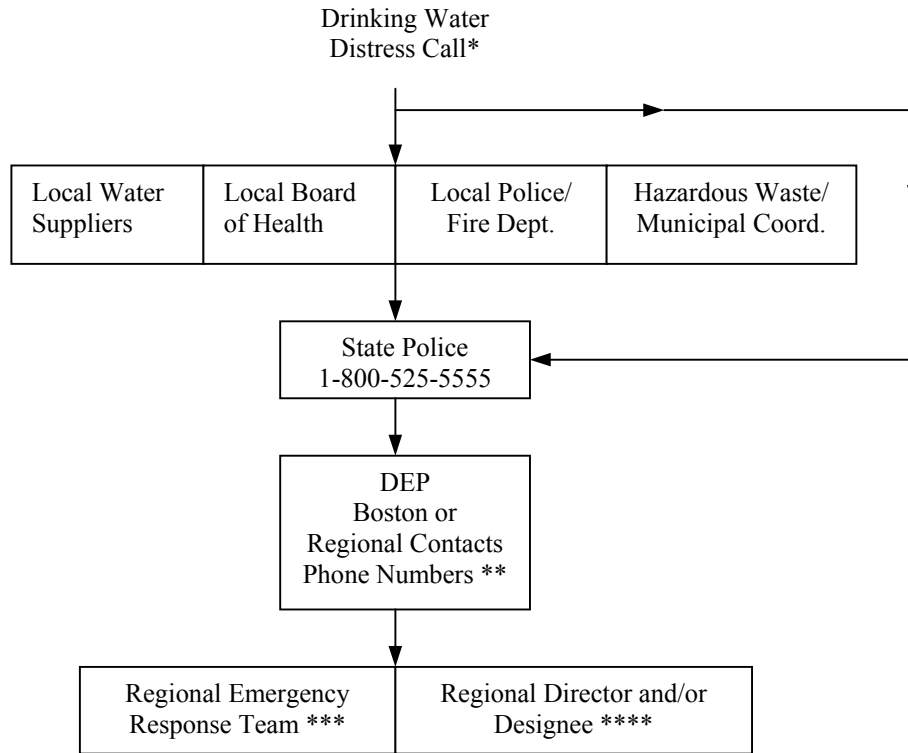 Drinking Water
Distress Call*
Local Water
Suppliers
Local Board
of Health
Local Police/
Fire Dept.
Hazardous Waste/
Municipal Coord.
State Police
1-800-525-5555
DEP
Boston or
Regional Contacts
Phone Numbers **
Regional Emergency
Response Team ***
Regional Director and/or
Designee ****